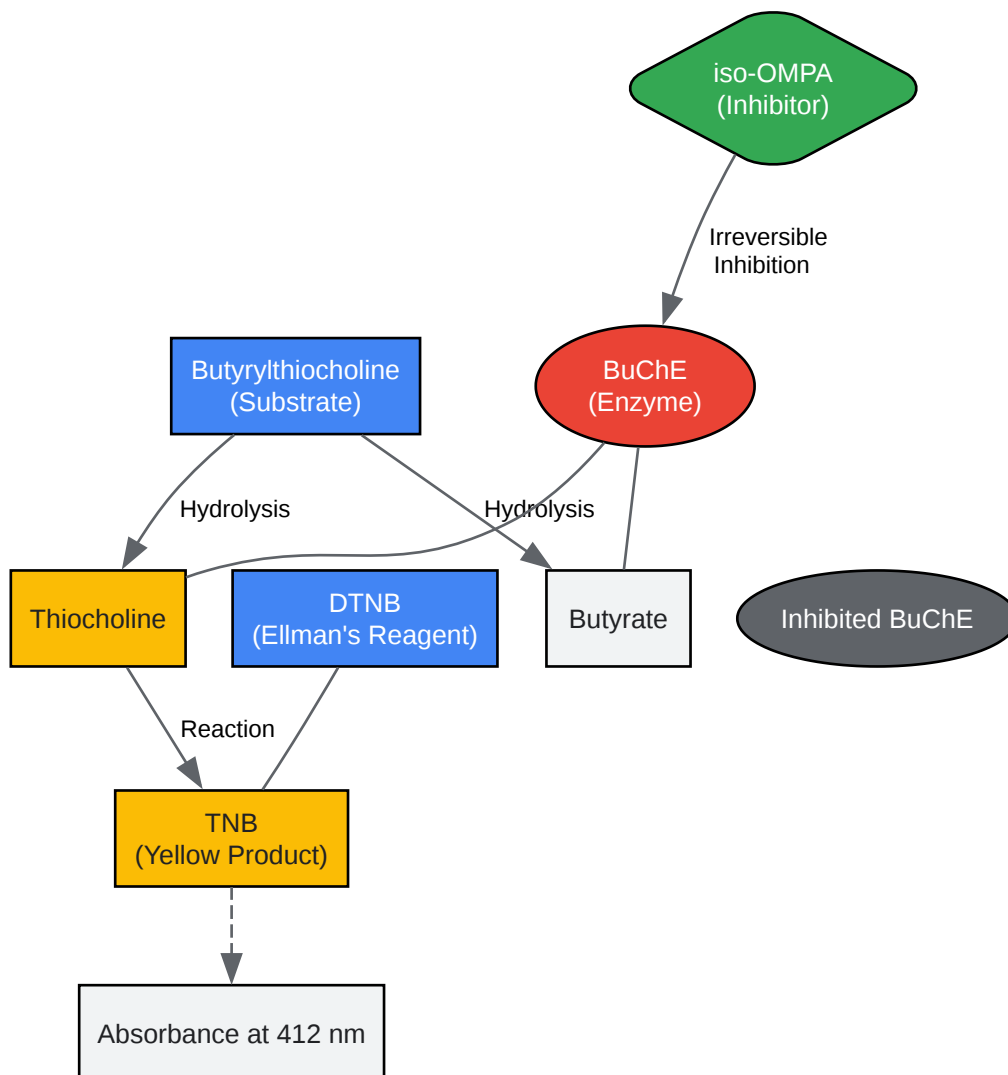 iso-OMPA
(Inhibitor)
Irreversible
Inhibition
Butyrylthiocholine
(Substrate)
BuChE
(Enzyme)
Hydrolysis
Hydrolysis
Thiocholine
DTNB
(Ellman's Reagent)
Butyrate
Inhibited BuChE
Reaction
TNB
(Yellow Product)
Absorbance at 412 nm